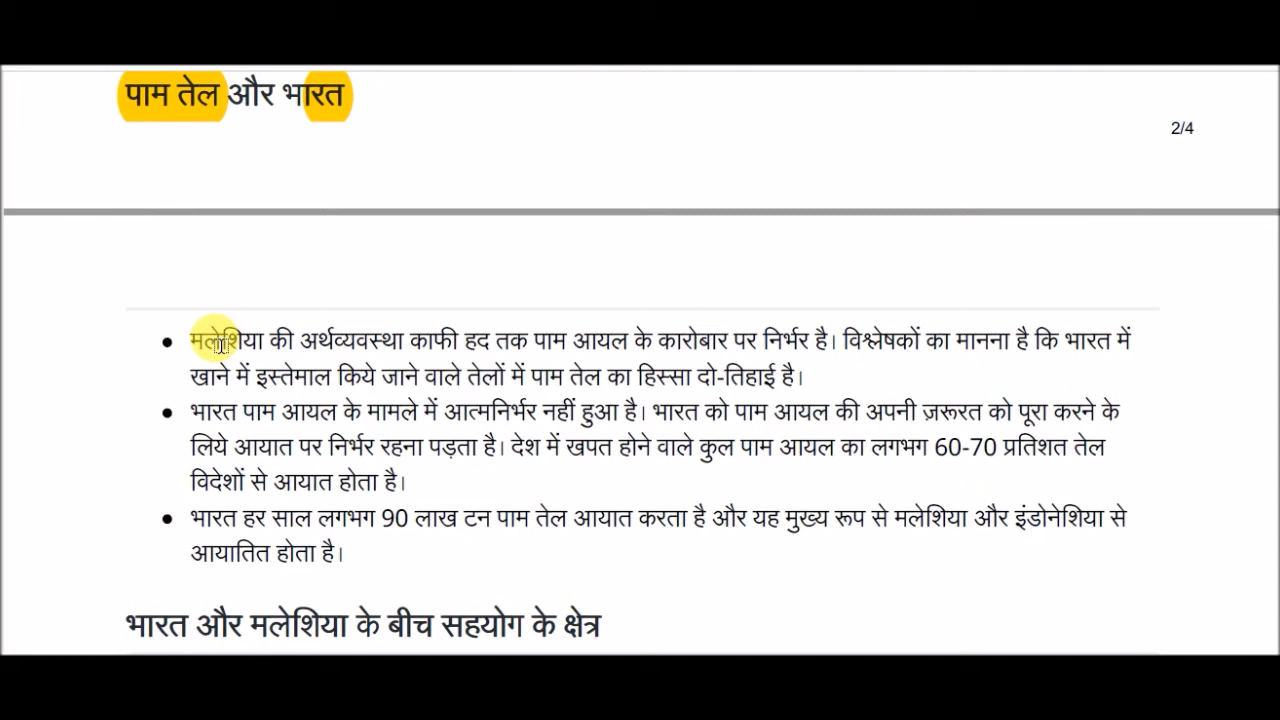 पाम तेल और भारत
2/4
• मलेशिया की अर्थव्यवस्था काफी हद तक पाम आयल के कारोबार पर निर्भर है। विश्लेषकों का मानना है कि भारत में
खाने में इस्तेमाल किये जाने वाले तेलों में पाम तेल का हिस्सा दो-तिहाई है।
• भारत पाम आयल के मामले में आत्मनिर्भर नहीं हुआ है। भारत को पाम आयल की अपनी ज़रूरत को पूरा करने के
लिये आयात पर निर्भर रहना पड़ता है। देश में खपत होने वाले कुल पाम आयल का लगभग 60-70 प्रतिशत तेल
विदेशों से आयात होता है।
• भारत हर साल लगभग 90 लाख टन पाम तेल आयात करता है और यह मुख्य रूप से मलेशिया और इंडोनेशिया से
आयातित होता है।
भारत और मलेशिया के बीच सहयोग के क्षेत्र